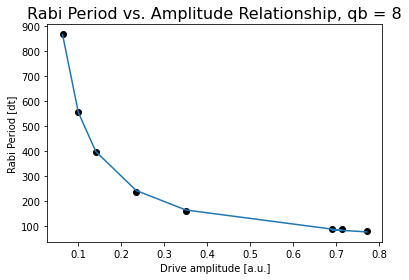 Rabi Period vs. Amplitude Relationship, qb = 8
900
800
700
600
500
400
300
200
100
Rabi Period [dt]
0.1 0.2 0.3 0.4 0.5 0.6 0.7 0.8
Drive amplitude [a.u.]